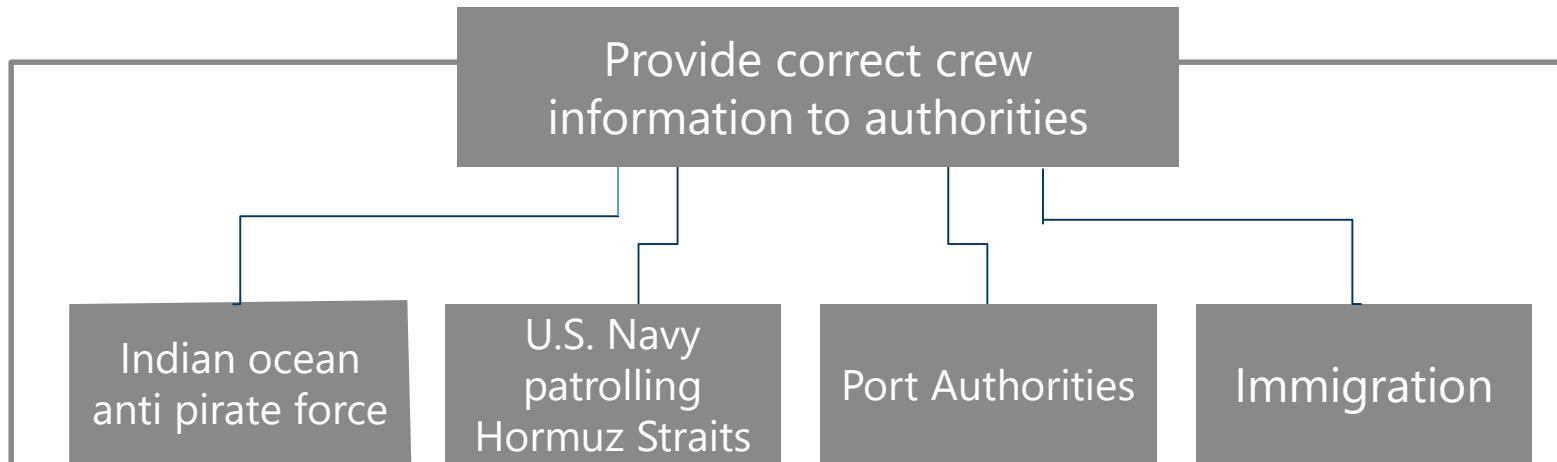 Provide correct crew
information to authorities
Indian ocean
anti pirate force
U.S. Navy
patrolling
Hormuz Straits
Port Authorities
Immigration